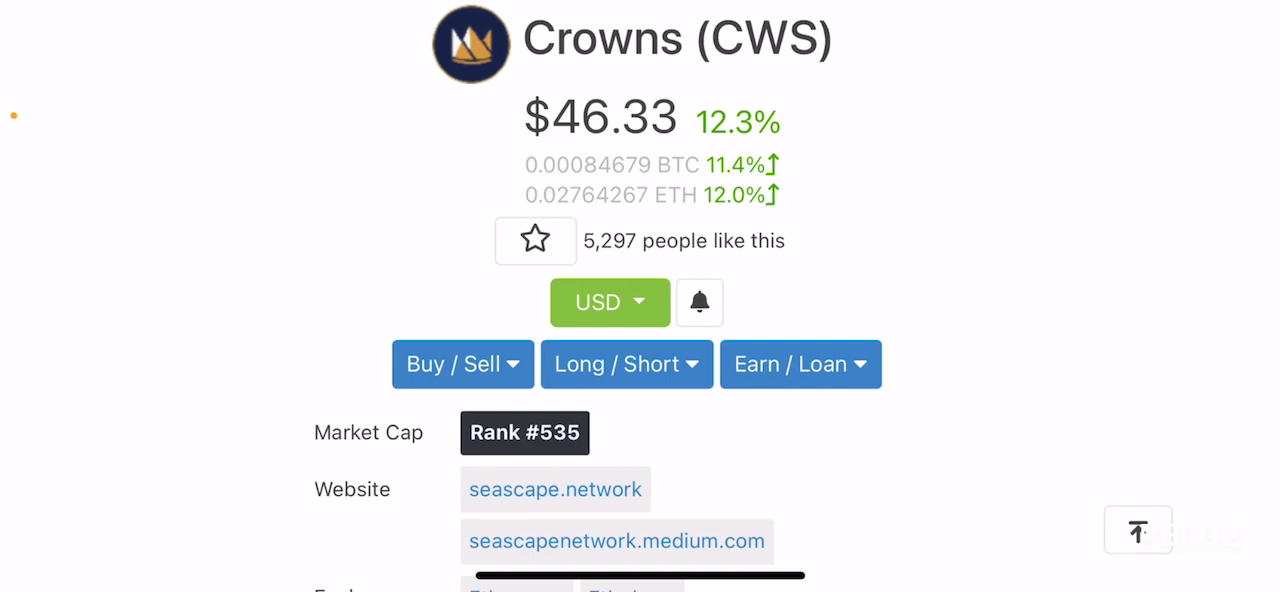 Crowns (CWS)
$46.33 12.3%
0.00084679 BTC 11.4%
0.02764267 ETH 12.0%
5,297 people like this
USD
Buy / Sell Long / Short Earn / Loan
Market Cap Rank #535
Website seascape.network
seascapenetwork.medium.com